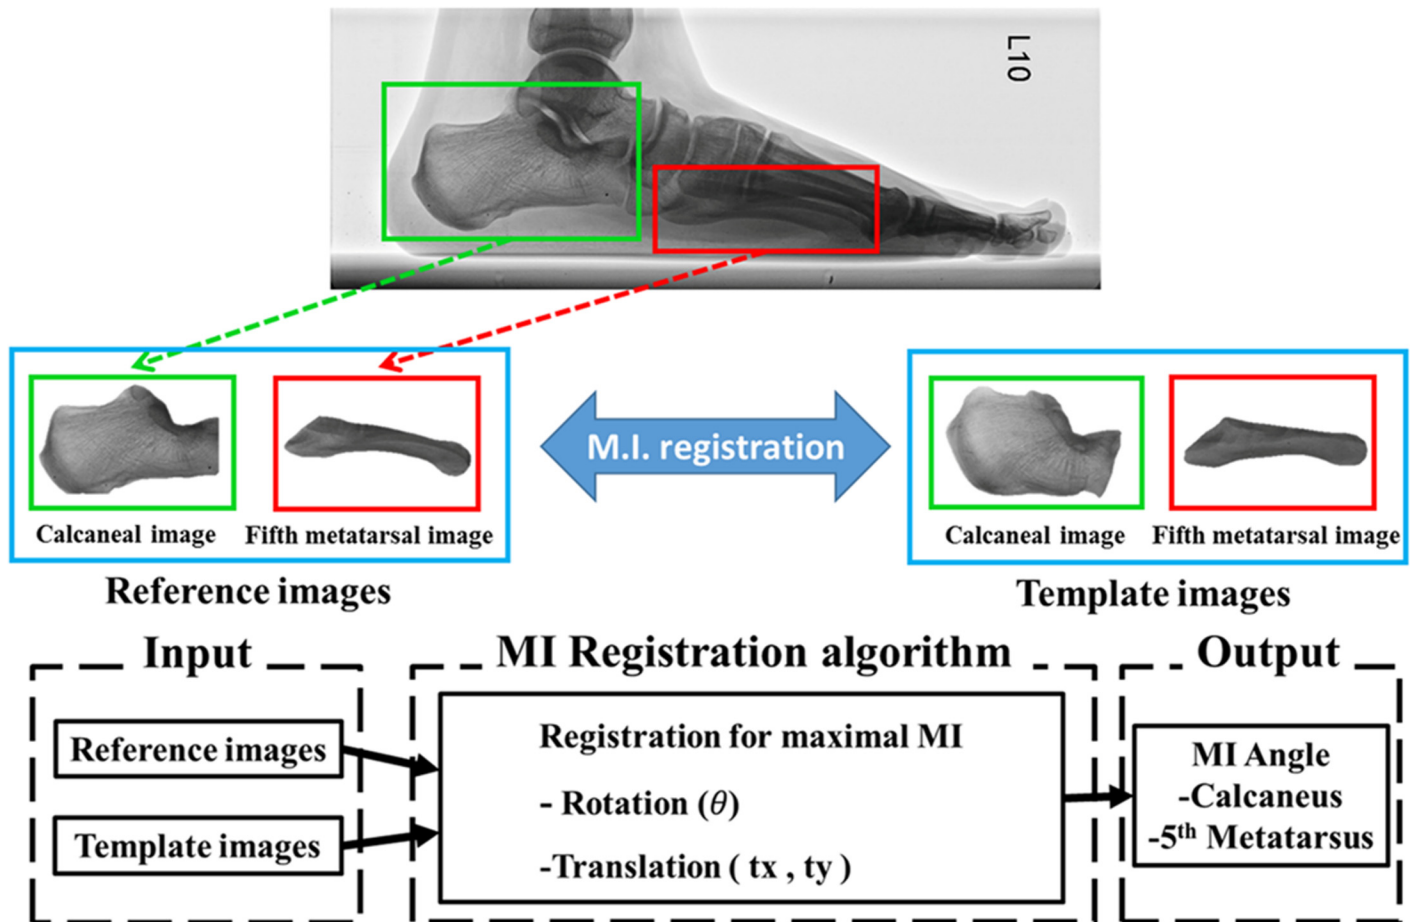 L10
M.I. registration
Calcaneal image
Fifth metatarsal image
Calcaneal image
Fifth metatarsal image
Reference images
Template images
Input
MI Registration algorithm
Output
Reference images
Template images
Registration for maximal MI
- Rotation (θ)
-Translation ( tx , ty )
MI Angle
-Calcaneus
-5th Metatarsus